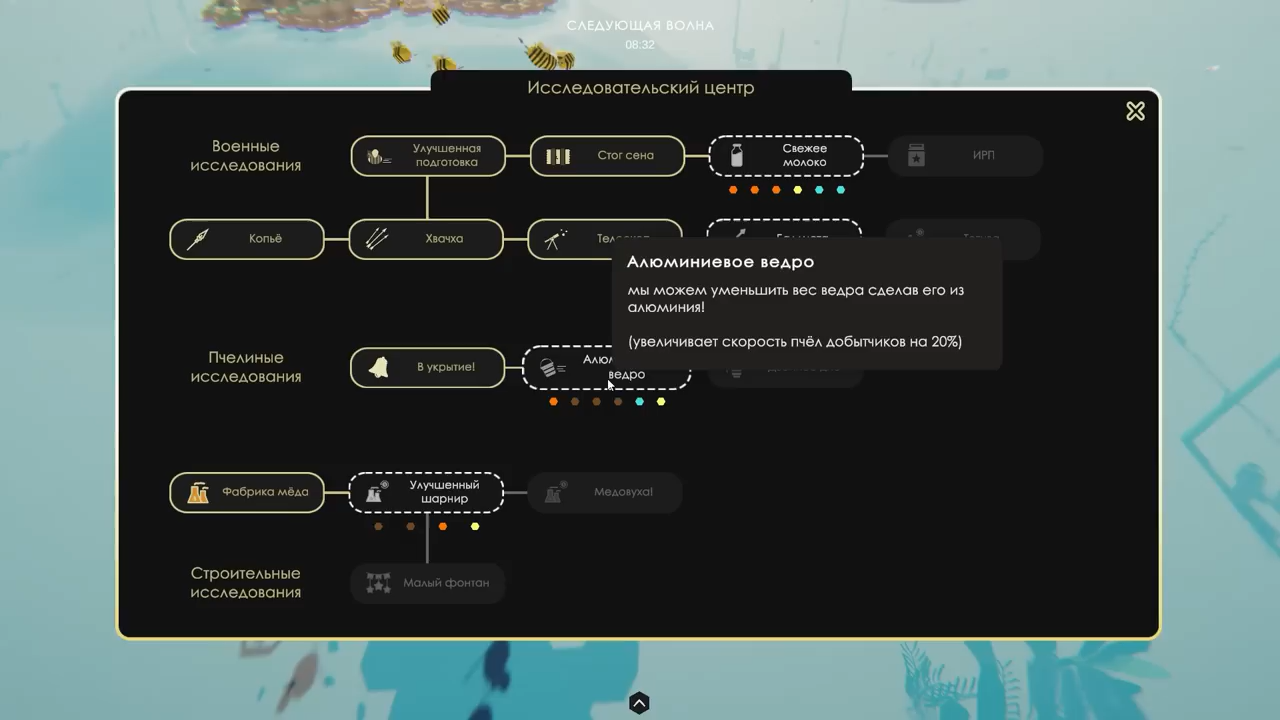 СЛЕДУЮЩАЯ ВОЛНА
08:32
Исследовательский центр
Военные
исследования
Улучшенная
подготовка
Стог сена
Свежее
молоко
ИРП
Копьё
Хвачха
Алюминиевое ведро
мы можем уменьшить вес ведра сделав его из
алюминия!
(увеличивает скорость пчёл добытчиков на 20%)
Пчелиные
исследования
В укрытие!
ведро
Фабрика мёда
Улучшенный
шарнир
Медовуха!
Строительные
исследования
Малый фонтан